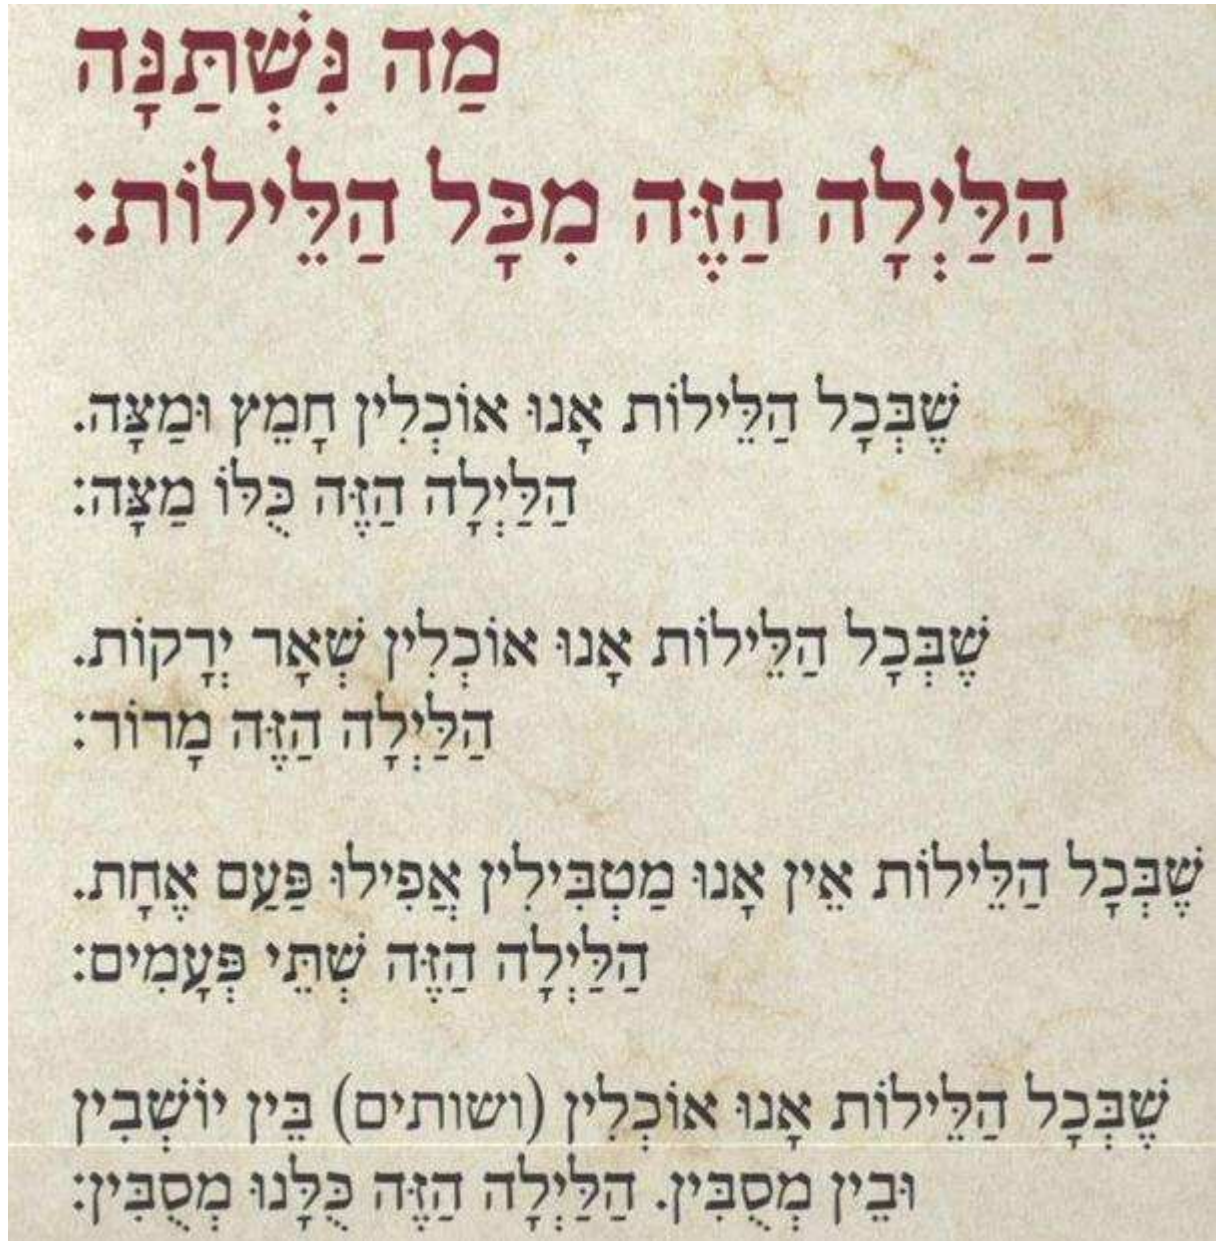 מַה נִּשְׁתַּנָּה
הַלַּיְלָה הַזֶּה מִכָּל הַלֵּילוֹת:
שֶׁבְּכָל הַלֵּילוֹת אָנוּ אוֹכְלִין חָמֵץ וּמַצָּה.
הַלַּיְלָה הַזֶּה כֻּלּוֹ מַצָּה:
שֶׁבְּכָל הַלֵּילוֹת אָנוּ אוֹכְלִין שְׁאָר יְרָקוֹת.
הַלַּיְלָה הַזֶּה מָרוֹר:
שֶׁבְּכָל הַלֵּילוֹת אֵין אָנוּ מַטְבִּילִין אֲפִילוּ פַּעַם אֶחָת.
הַלַּיְלָה הַזֶּה שְׁתֵּי פְּעָמִים:
שֶׁבְּכָל הַלֵּילוֹת אָנוּ אוֹכְלִין (ושותים) בֵּין יוֹשְׁבִין
וּבֵין מְסֻבִּין. הַלַּיְלָה הַזֶּה כֻּלָּנוּ מְסֻבִּין: